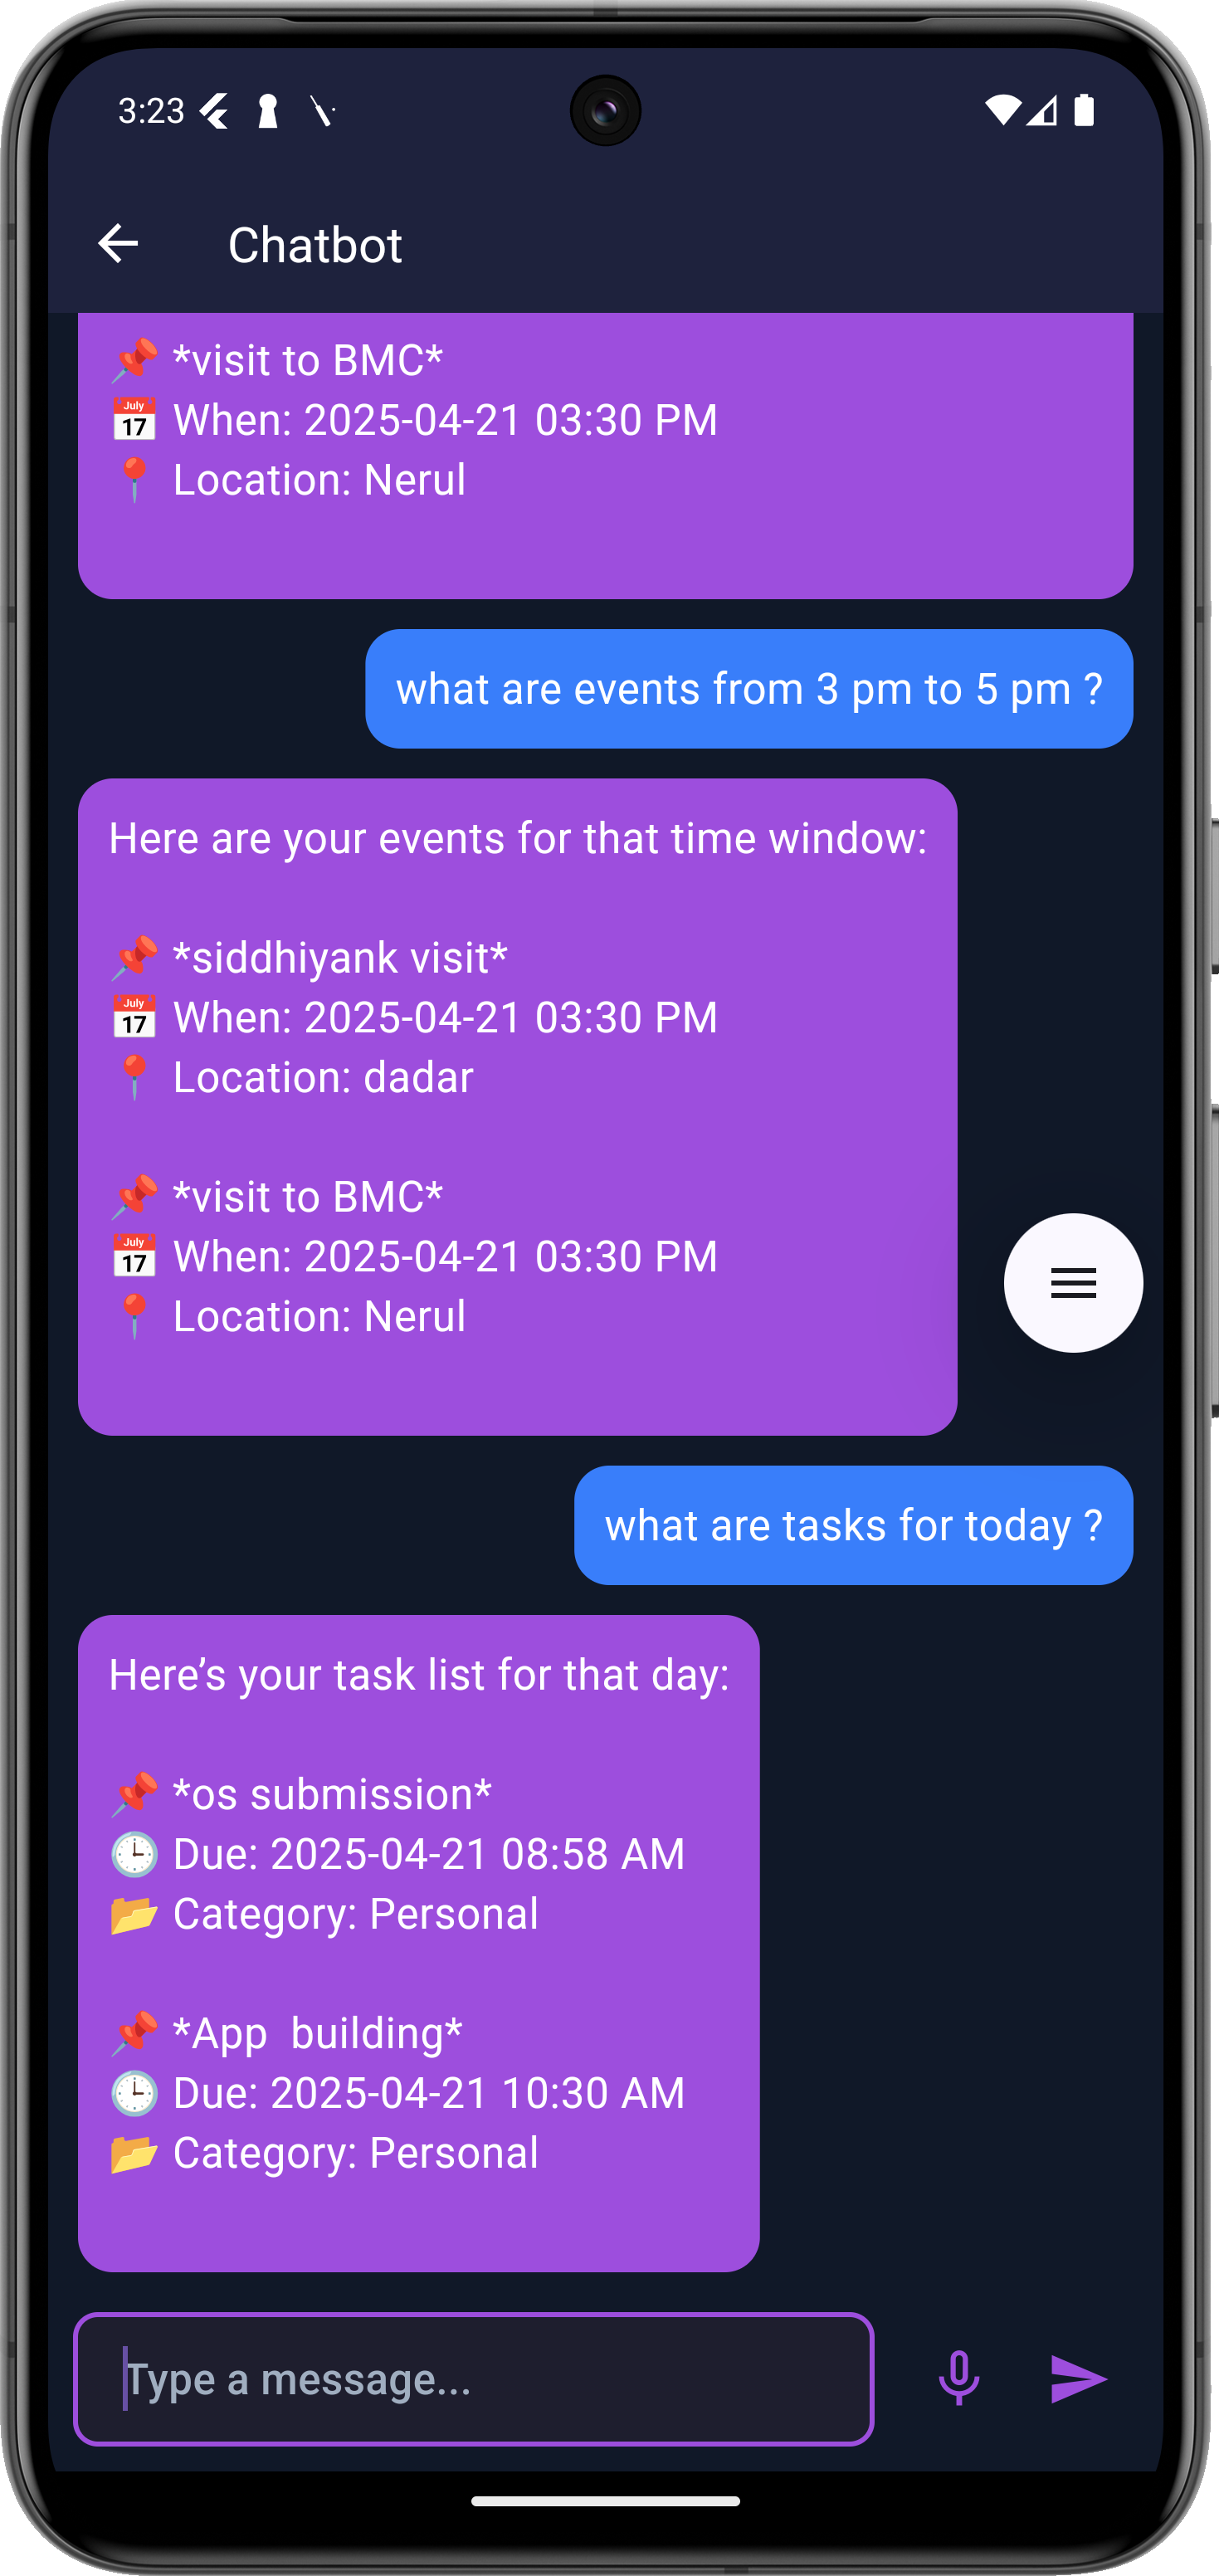 3:23
Chatbot
📌 *visit to BMC*
📅 When: 2025-04-21 03:30 PM
📍 Location: Nerul
what are events from 3 pm to 5 pm ?
Here are your events for that time window:
📌 *siddhiyank visit*
📅 When: 2025-04-21 03:30 PM
📍 Location: dadar
📌 *visit to BMC*
📅 When: 2025-04-21 03:30 PM
📍 Location: Nerul
what are tasks for today ?
Here’s your task list for that day:
📌 *os submission*
🕒 Due: 2025-04-21 08:58 AM
📂 Category: Personal
📌 *App  building*
🕒 Due: 2025-04-21 10:30 AM
📂 Category: Personal
Type a message...